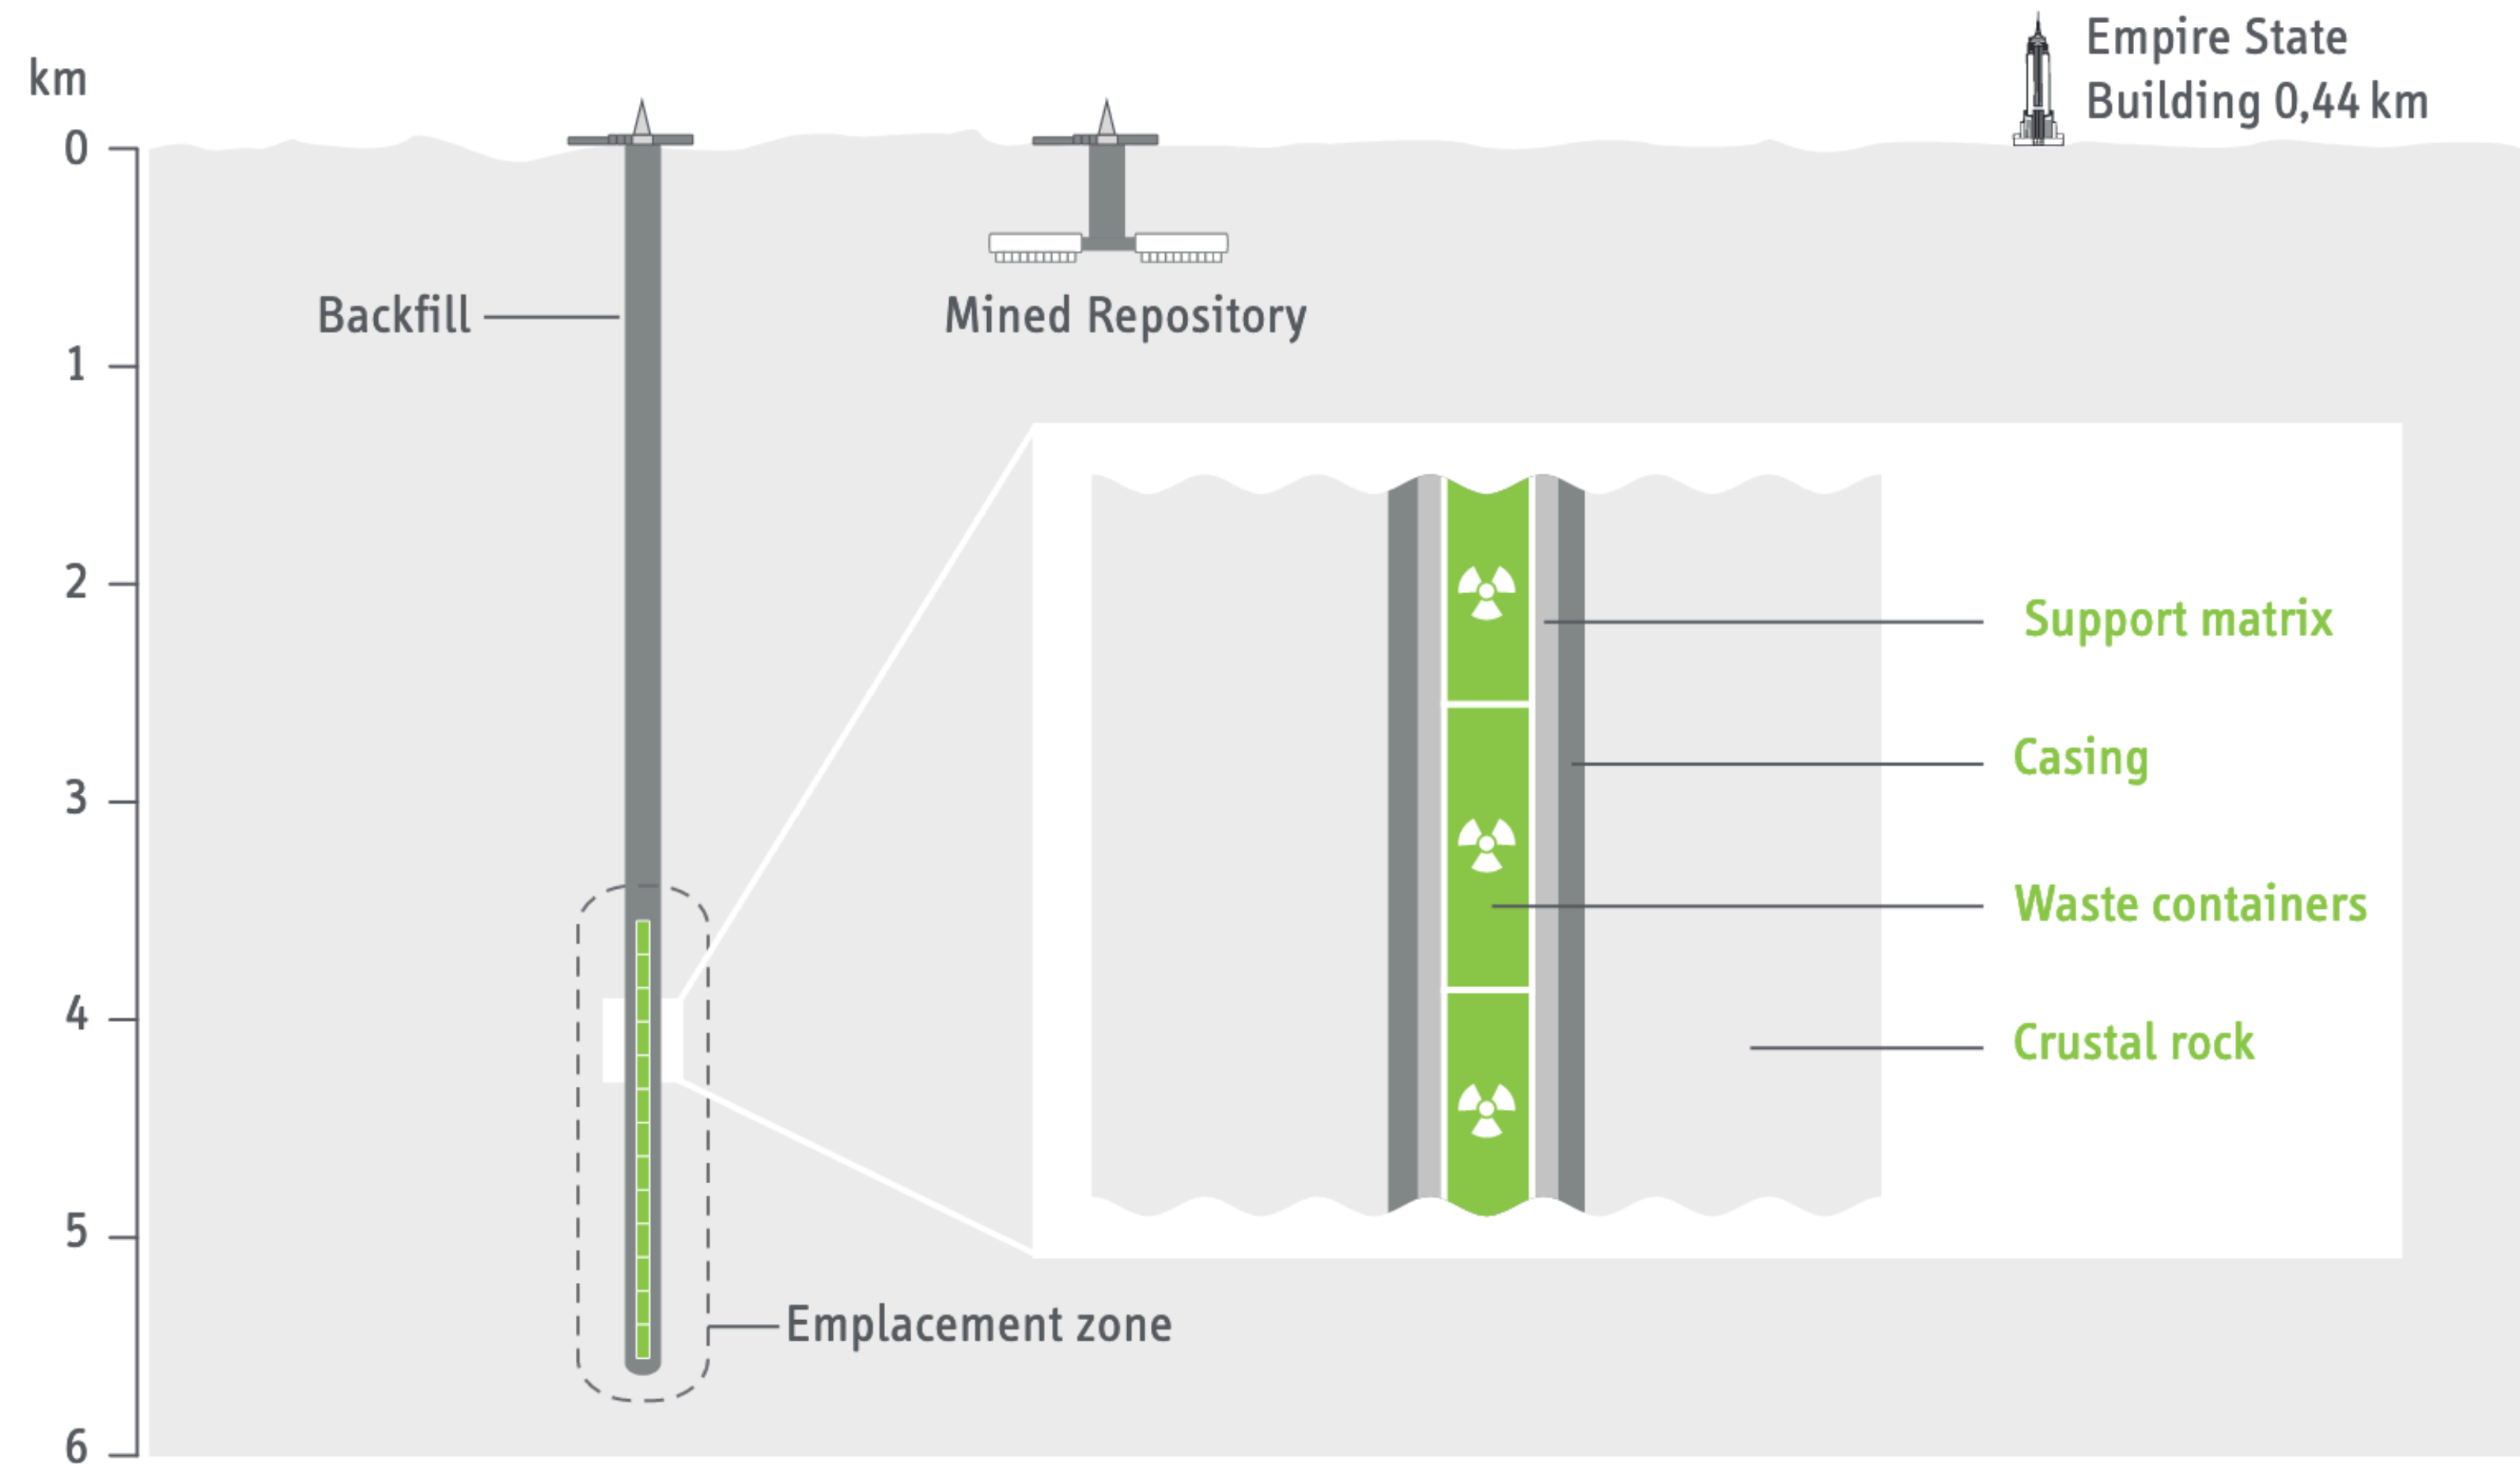 km
0
1
2
3
4
5
6
Empire State
Building 0,44 km
Backfill
Mined Repository
Support matrix
Casing
Waste containers
Crustal rock
Emplacement zone